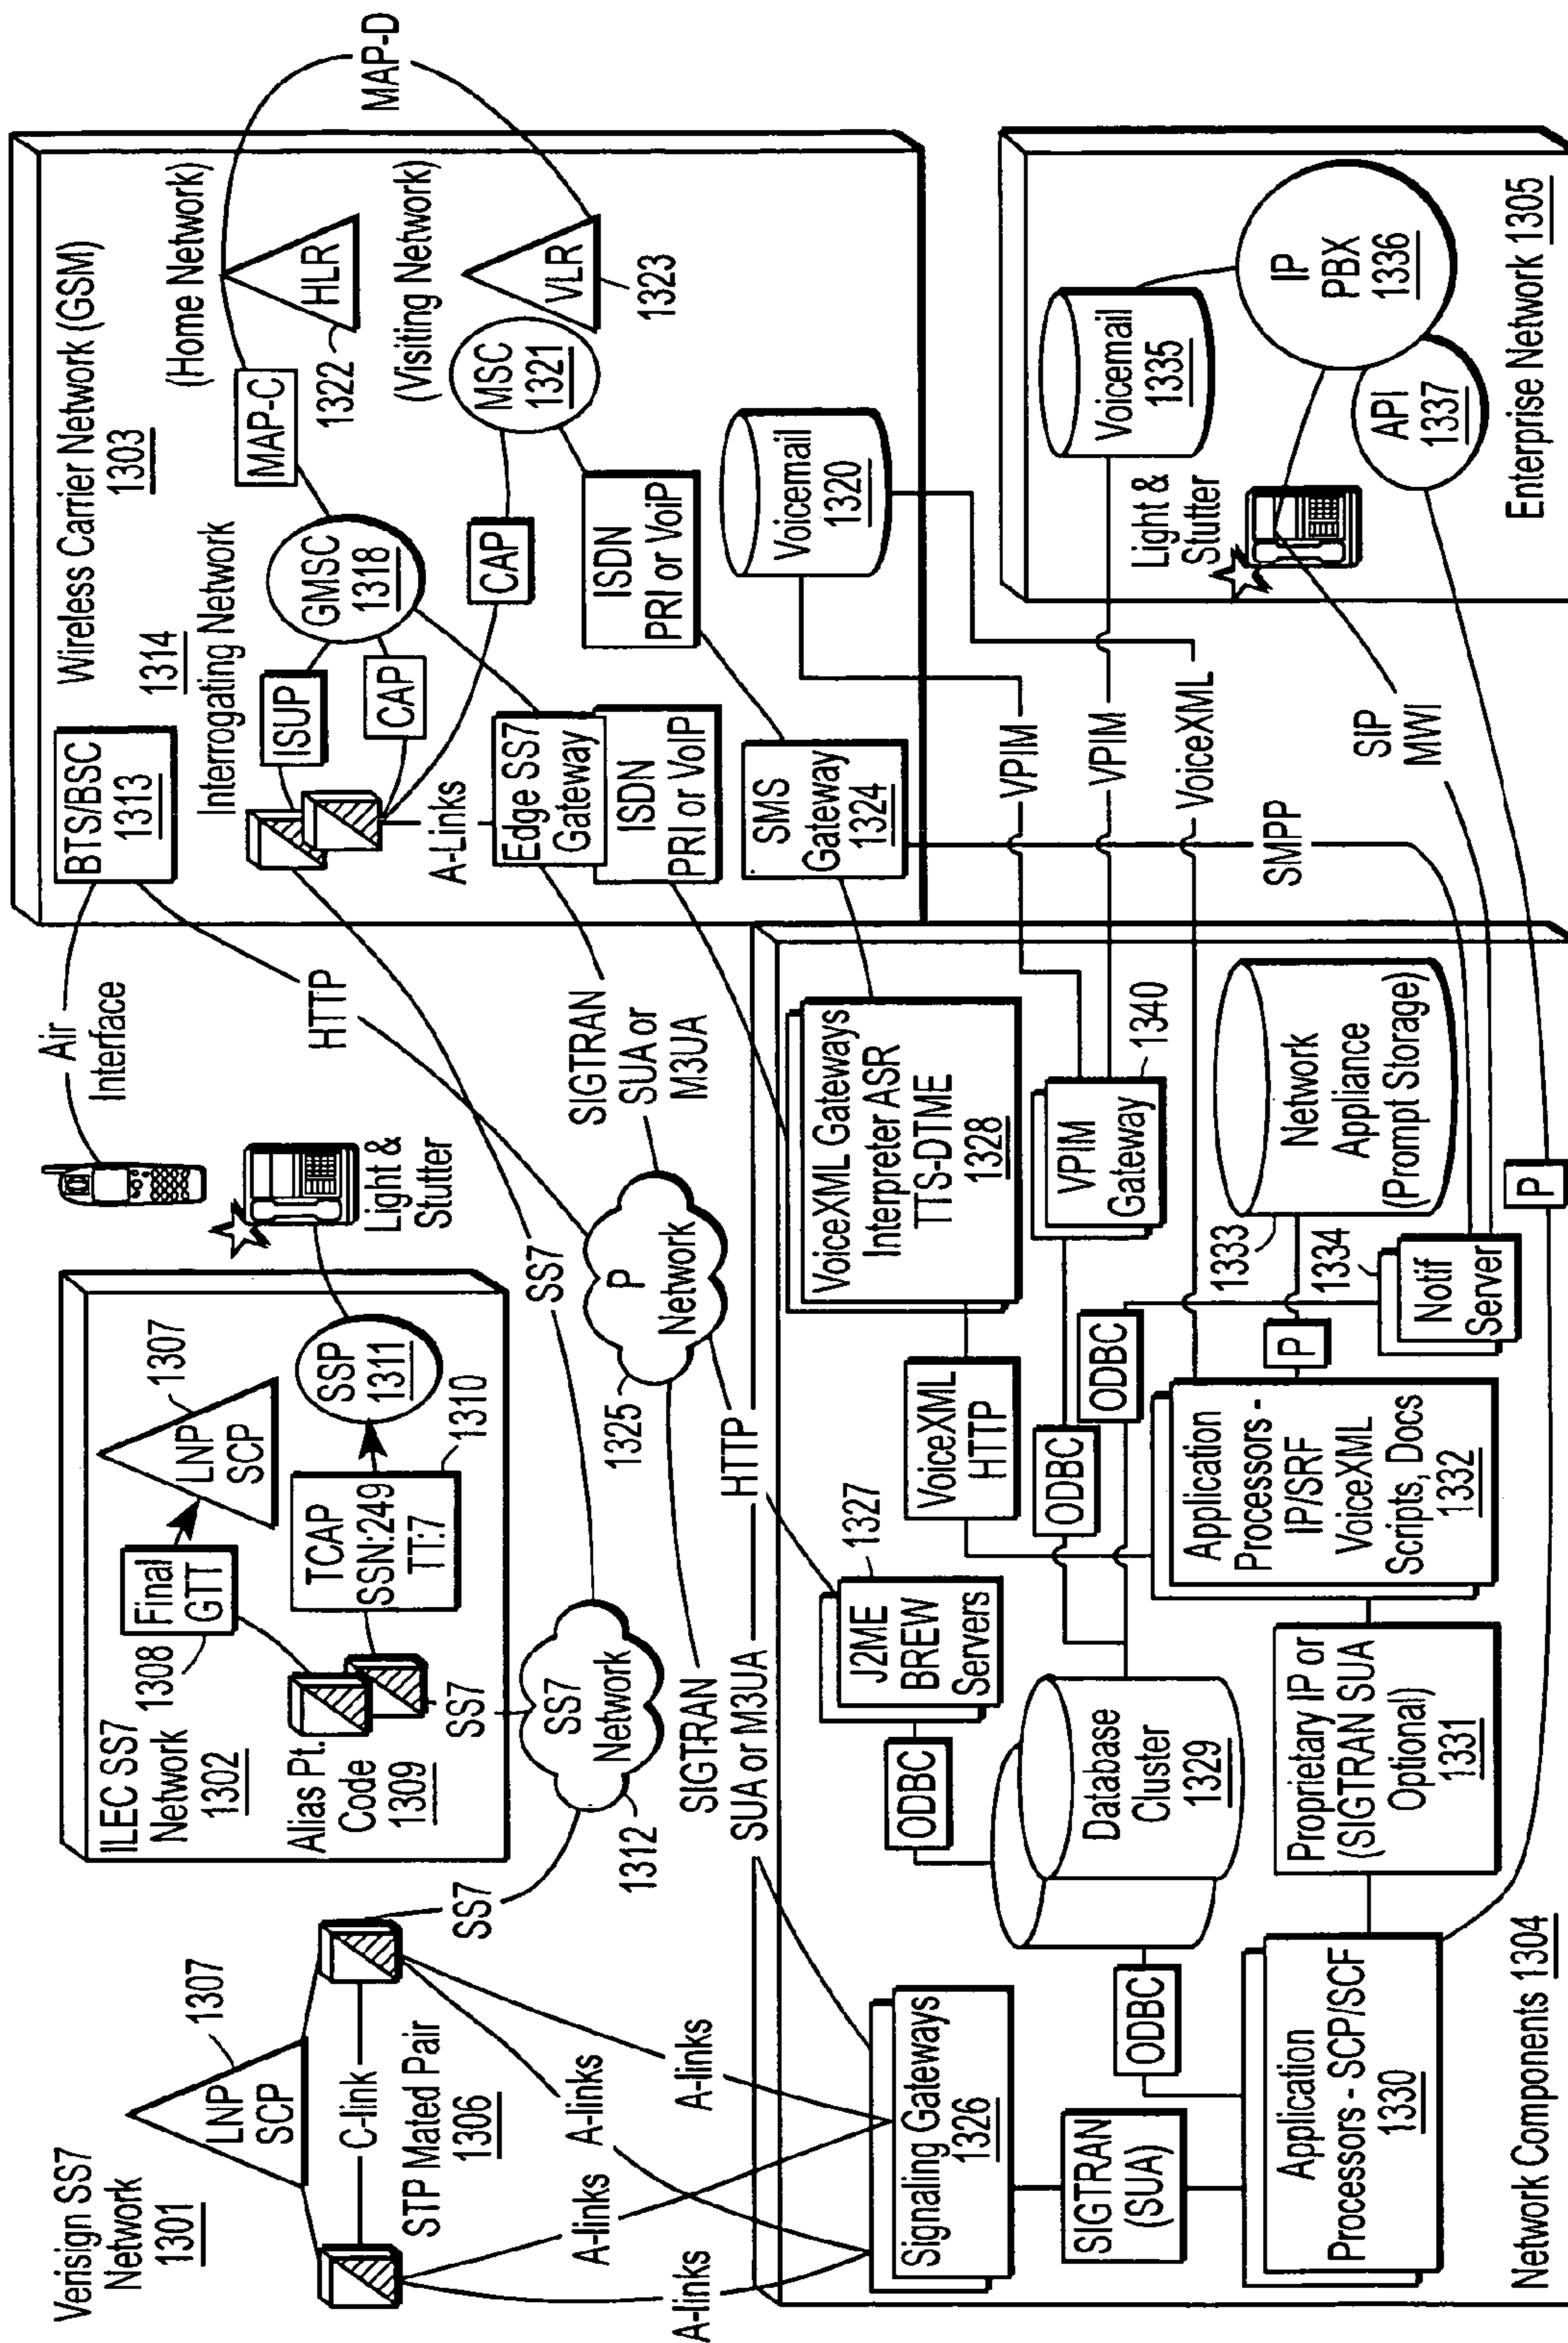 Verisign SS7
Network
1301
LNP
SCP
1307
C-link
STP Mated Pair
1306
SS7
A-links
A-links
A-links
A-links
ILEC SS7
Network
1302
1308
Final
GTT
LNP
SCP
1307
Alias Pt.
Code
1309
TCAP
SSN:249
TT:7
1310
SSP
1311
Light &
Stutter
SS7
SS7
Network
1312
SS7
Air
Interface
HTTP
P
Network
1325
SIGTRAN
SUA or
M3UA
SIGTRAN
SUA or M3UA
HTTP
Wireless Carrier Network (GSM)
1303
BTS/BSC
1313
1314
Interrogating Network
ISUP
CAP
GMSC
1318
MAP-C
(Home Network)
HLR
1322
MAP-D
(Visiting Network)
MSC
1321
VLR
1323
CAP
A-Links
Edge SS7
Gateway
ISDN
PRI or VoiP
ISDN
PRI or VoiP
SMS
Gateway
1324
Voicemail
1320
VPIM
VPIM
VoiceXML
SMPP
SIP
MWI
Voicemail
1335
Light &
Stutter
IP
PBX
1336
API
1337
Enterprise Network 1305
Signaling Gateways
1326
SIGTRAN
(SUA)
Application
Processors - SCP/SCF
1330
ODBC
ODBC
Database
Cluster
1329
J2ME
BREW
Servers
1327
VoiceXML
HTTP
VoiceXML Gateways
Interpreter ASR
TTS-DTME
1328
ODBC
ODBC
VPIM
Gateway
1340
Proprietary IP or
(SIGTRAN SUA
Optional)
1331
Application
Processors -
IP/SRF
VoiceXML
Scripts, Docs
1332
P
1333
Network
Appliance
(Prompt Storage)
1334
Notif
Server
P
Network Components 1304